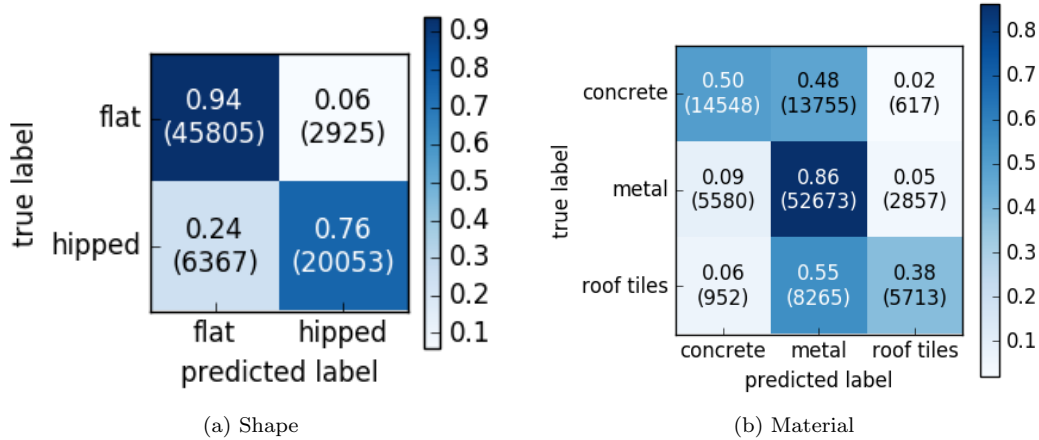 true label
flat
hipped
0.94
(45805)
0.06
(2925)
0.24
(6367)
0.76
(20053)
flat
hipped
predicted label
0.9
0.8
0.7
0.6
0.5
0.4
0.3
0.2
0.1
(a) Shape
true label
concrete
metal
roof tiles
0.50
(14548)
0.48
(13755)
0.02
(617)
0.09
(5580)
0.86
(52673)
0.05
(2857)
0.06
(952)
0.55
(8265)
0.38
(5713)
concrete
metal
roof tiles
predicted label
0.8
0.7
0.6
0.5
0.4
0.3
0.2
0.1
(b) Material